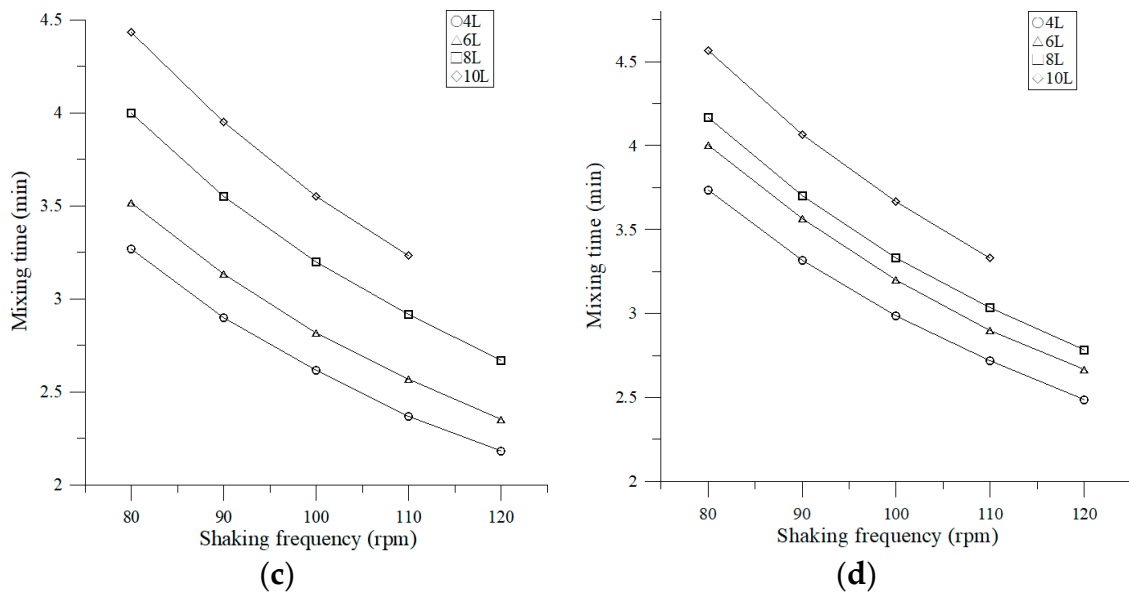 4.5
4
3.5
3
2.5
2
Mixing time (min)
4L
6L
8L
10L
80 90 100 110 120
Shaking frequency (rpm)
(c)
4.5
4
3.5
3
2.5
2
Mixing time (min)
4L
6L
8L
10L
80 90 100 110 120
Shaking frequency (rpm)
(d)